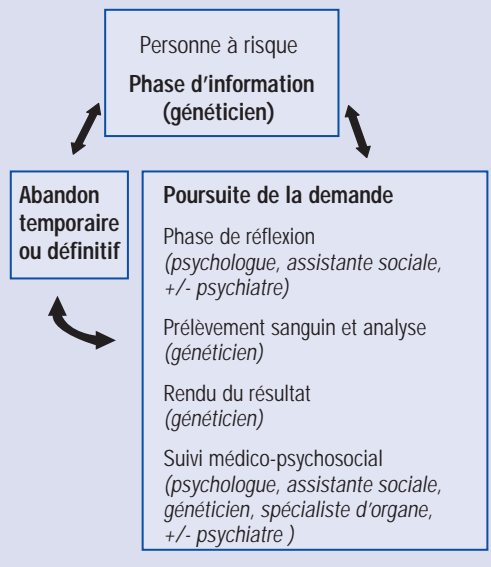 Personne à risque
Phase d'information
(généticien)
Abandon
temporaire
ou définitif
Poursuite de la demande
Phase de réflexion
(psychologue, assistante sociale,
+/- psychiatre)
Prélèvement sanguin et analyse
(généticien)
Rendu du résultat
(généticien)
Suivi médico-psychosocial
(psychologue, assistante sociale,
généticien, spécialiste d'organe,
+/- psychiatre )